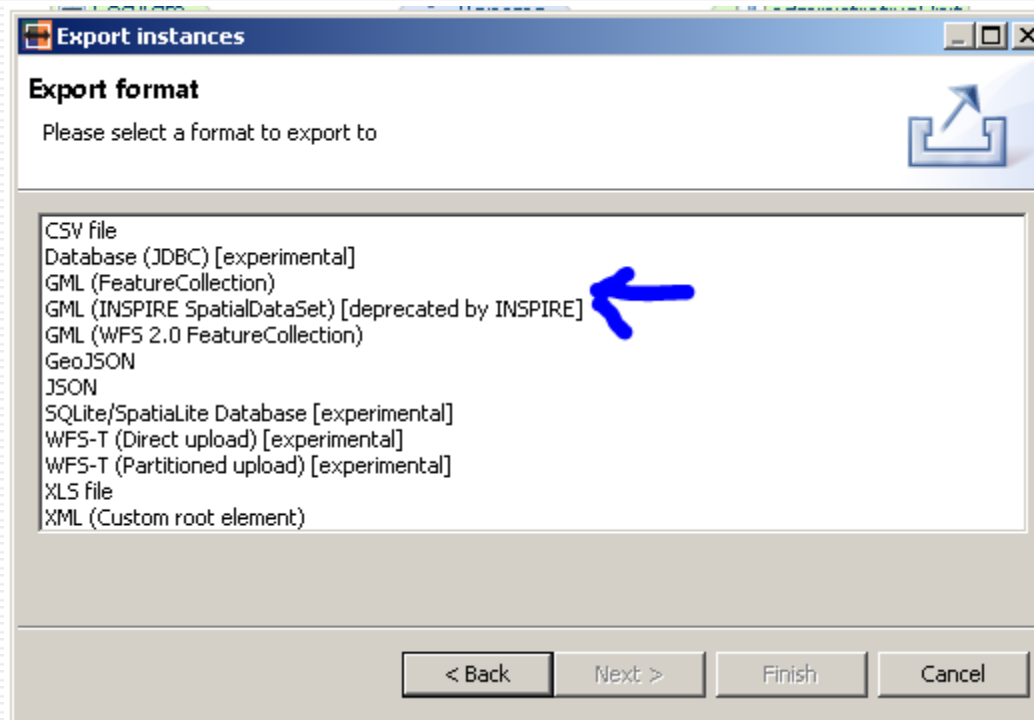 Export instances
Export format
Please select a format to export to
CSV file
Database (JDBC) [experimental]
GML (FeatureCollection)
GML (INSPIRE SpatialDataSet) [deprecated by INSPIRE]
GML (WFS 2.0 FeatureCollection)
GeoJSON
JSON
SQLite/SpatiaLite Database [experimental]
WFS-T (Direct upload) [experimental]
WFS-T (Partitioned upload) [experimental]
XLS file
XML (Custom root element)
< Back Next > Finish Cancel